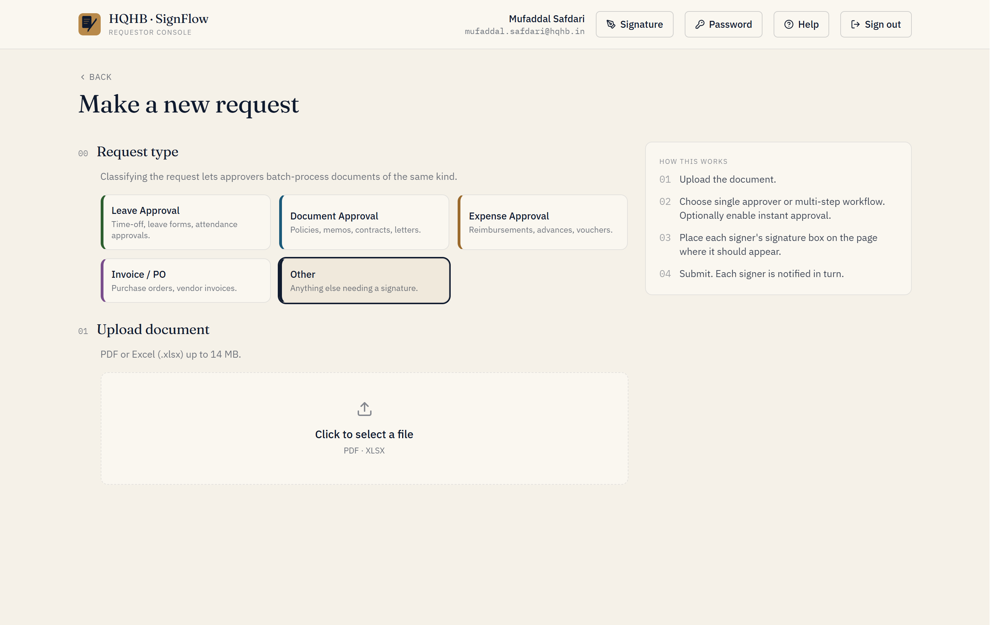 HQHB · SignFlow
REQUESTOR CONSOLE
Mufaddal Safdari
mufaddal.safdari@hqhb.in
Signature
Password
Help
Sign out
BACK
Make a new request
00 Request type
Classifying the request lets approvers batch-process documents of the same kind.
Leave Approval
Time-off, leave forms, attendance
approvals.
Document Approval
Policies, memos, contracts, letters.
Expense Approval
Reimbursements, advances, vouchers.
Invoice / PO
Purchase orders, vendor invoices.
Other
Anything else needing a signature.
01 Upload document
PDF or Excel (.xlsx) up to 14 MB.
Click to select a file
PDF · XLSX
HOW THIS WORKS
01 Upload the document.
02 Choose single approver or multi-step workflow.
Optionally enable instant approval.
03 Place each signer's signature box on the page
where it should appear.
04 Submit. Each signer is notified in turn.